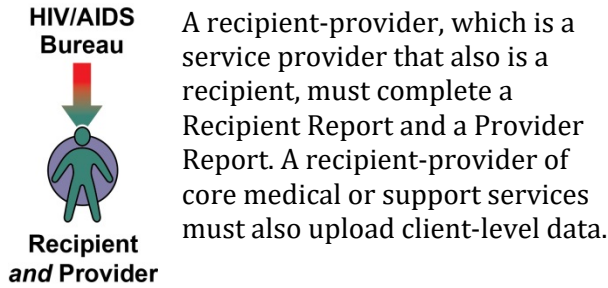 HIV/AIDS
Bureau
Recipient
and Provider
A recipient-provider, which is a
service provider that also is a
recipient, must complete a
Recipient Report and a Provider
Report. A recipient-provider of
core medical or support services
must also upload client-level data.